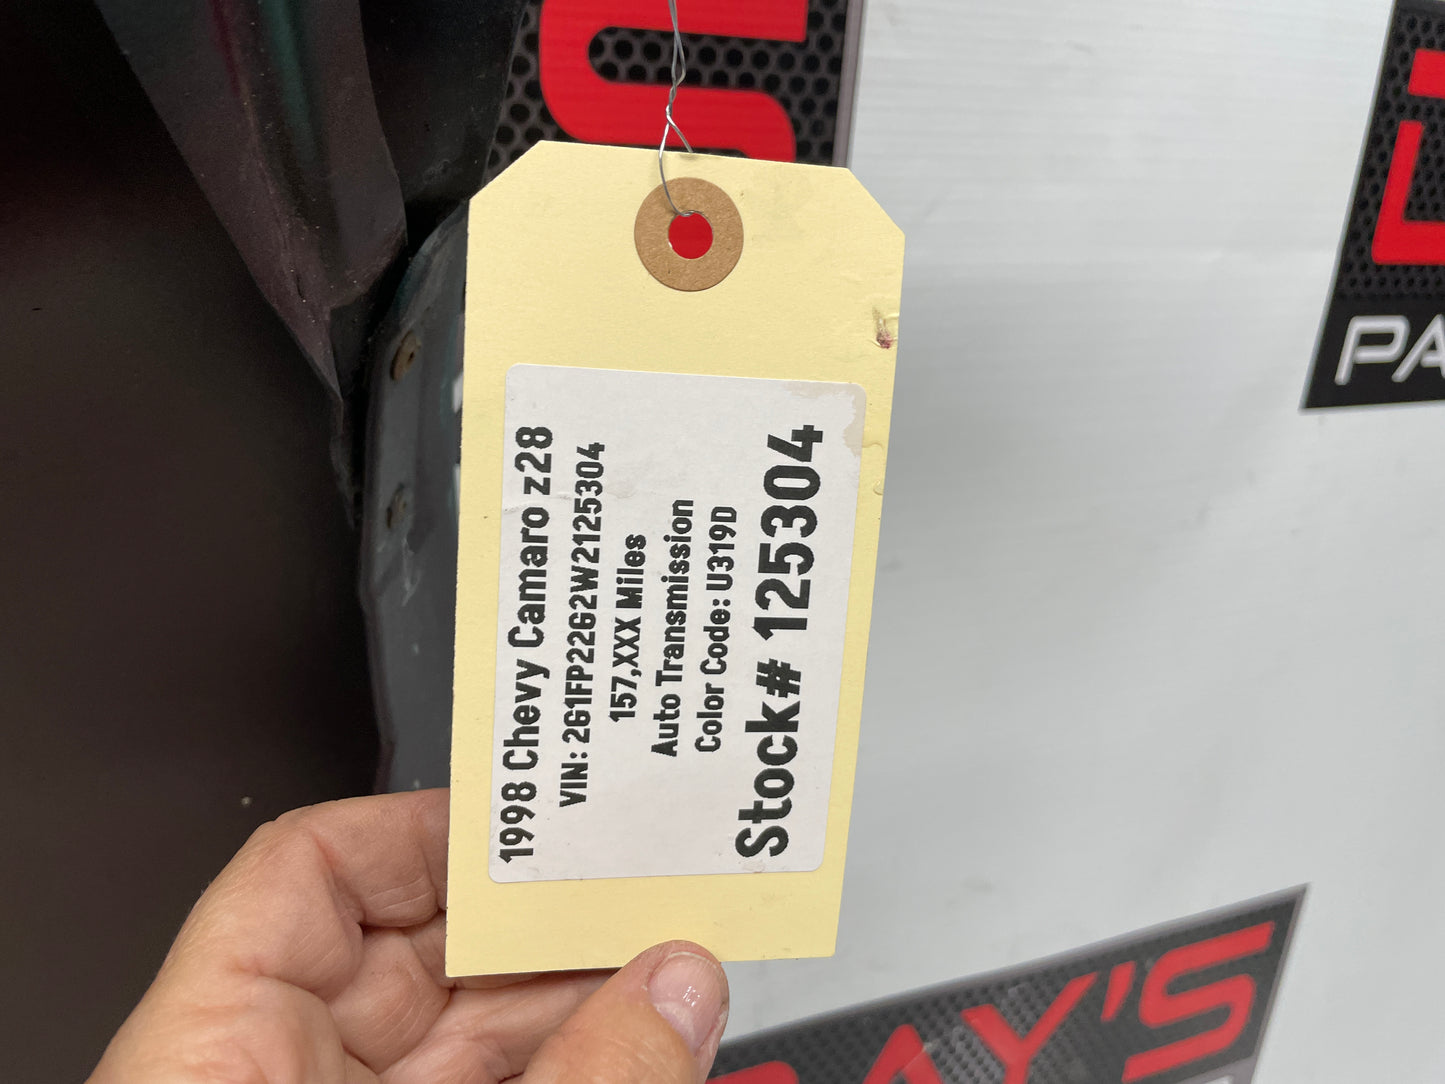 1998 Chevy Camaro z28
VIN: 2G1FP22G2W2125304
157,XXX Miles
Auto Transmission
Color Code: U319D
Stock# 125304
S
D
PA
AY'S